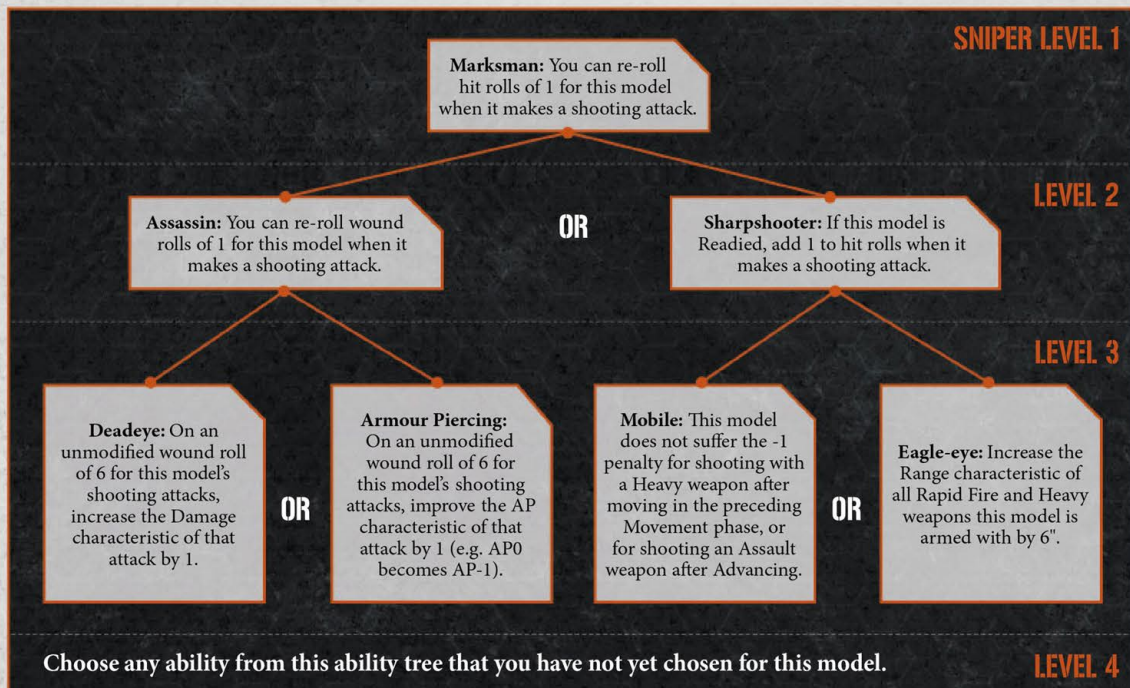 SNIPER LEVEL 1
Marksman: You can re-roll
hit rolls of 1 for this model
when it makes a shooting attack.
LEVEL 2
Assassin: You can re-roll wound
rolls of 1 for this model when it
makes a shooting attack.
OR
Sharpshooter: If this model is
Readied, add 1 to hit rolls when it
makes a shooting attack.
LEVEL 3
Deadeye: On an
unmodified wound roll
of 6 for this model's
shooting attacks,
increase the Damage
characteristic of that
attack by 1.
OR
Armour Piercing:
On an unmodified
wound roll of 6 for
this model's shooting
attacks, improve the AP
characteristic of that
attack by 1 (e.g. AP0
becomes AP-1).
Mobile: This model
does not suffer the -1
penalty for shooting with
a Heavy weapon after
moving in the preceding
Movement phase, or
for shooting an Assault
weapon after Advancing.
OR
Eagle-eye: Increase the
Range characteristic of
all Rapid Fire and Heavy
weapons this model is
armed with by 6".
Choose any ability from this ability tree that you have not yet chosen for this model.
LEVEL 4